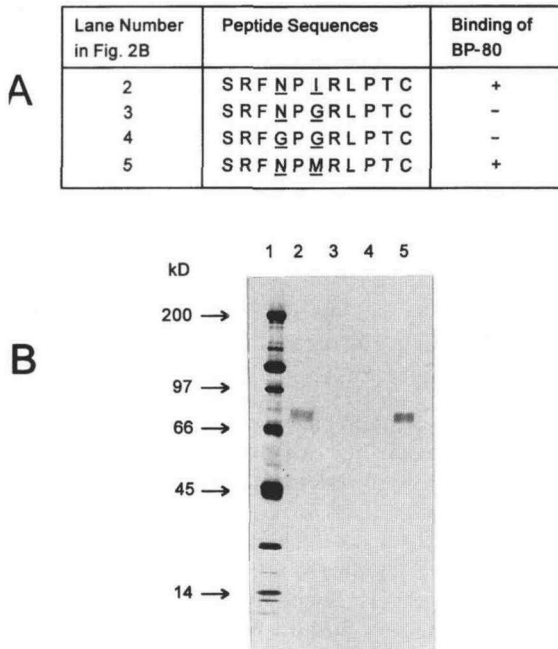 A
Lane Number in Fig. 2B | Peptide Sequences | Binding of BP-80
2 | S R F N P I R L P T C | +
3 | S R F N P G R L P T C | -
4 | S R F G P G R L P T C | -
5 | S R F N P M R L P T C | +
B
kD 1 2 3 4 5
200 →
97 →
66 →
45 →
14 →